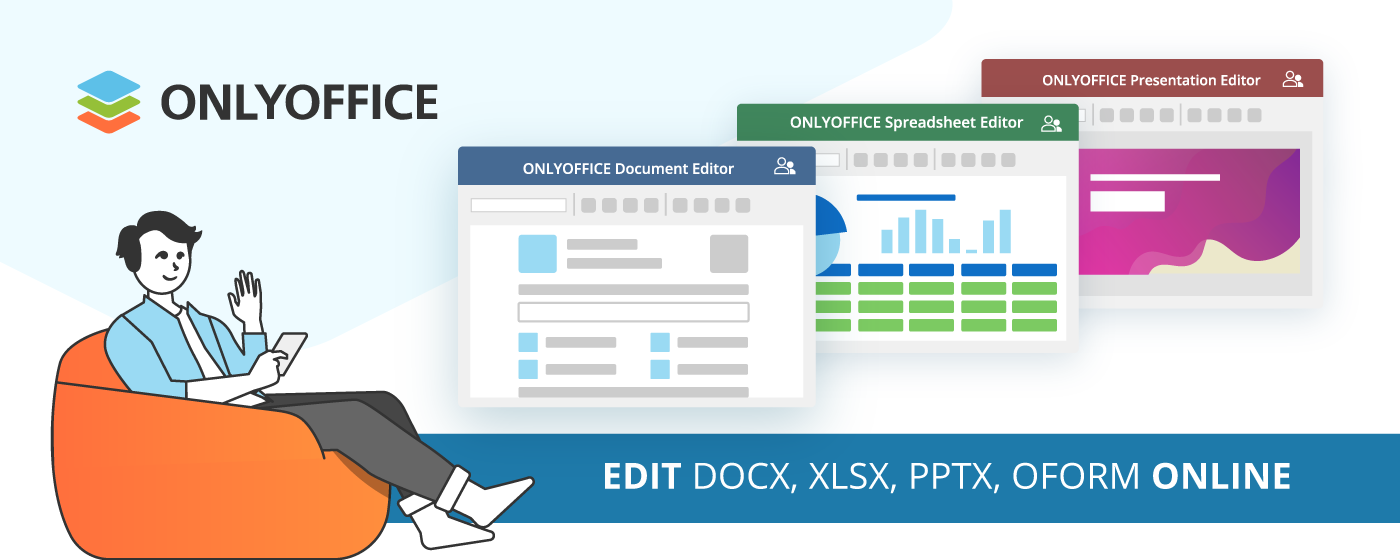 ONLYOFFICE
ONLYOFFICE Presentation Editor
ONLYOFFICE Spreadsheet Editor
ONLYOFFICE Document Editor
EDIT DOCX, XLSX, PPTX, OFORM ONLINE